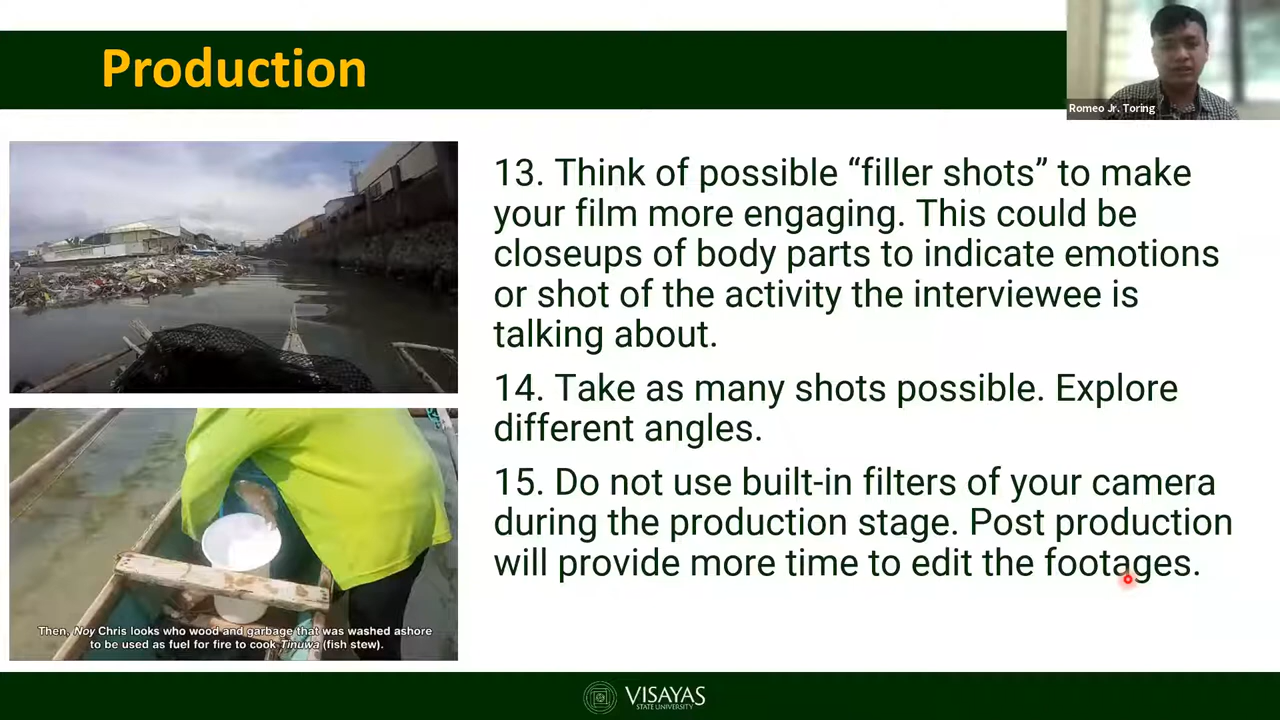 Production
Romeo Jr. Toring
13. Think of possible “filler shots” to make
your film more engaging. This could be
closeups of body parts to indicate emotions
or shot of the activity the interviewee is
talking about.
14. Take as many shots possible. Explore
different angles.
15. Do not use built-in filters of your camera
during the production stage. Post production
will provide more time to edit the footages.
Then, Noy Chris looks who wood and garbage that was washed ashore
to be used as fuel for fire to cook Tinuwa (fish stew).
VISAYAS
STATE UNIVERSITY